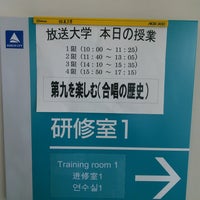 放送大学 本日の授業
1限(10:00 ~ 11:25)
2限(11:35 ~ 13:00)
3限(14:10 ~ 15:35)
4限(15:50 ~ 17:15)
第九を楽しむ(合唱の歴史)
研修室1
Training room 1
进修室1
연수실1